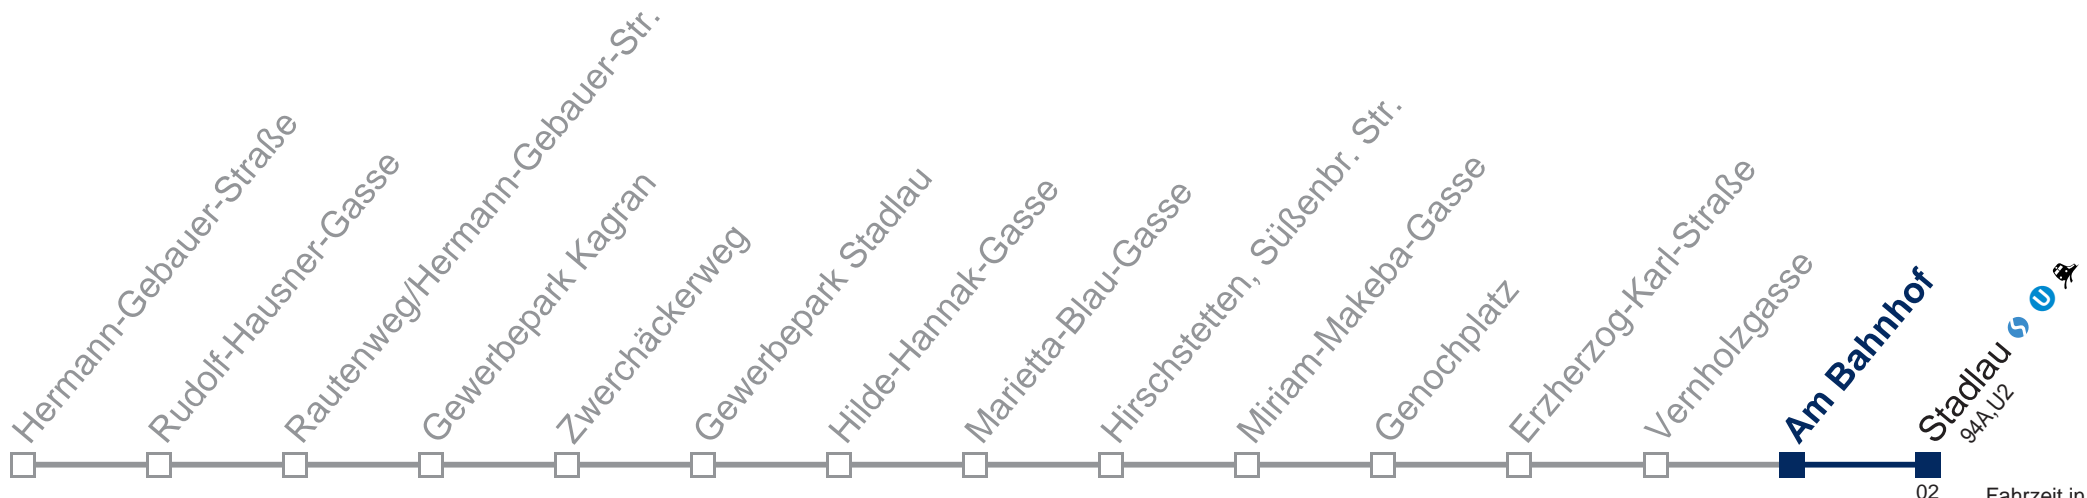 Hermann-Gebauer-Straße
Rudolf-Hausner-Gasse
Rautenweg/Hermann-Gebauer-Str.
Gewerbepark Kagran
Zwerchäckerweg
Gewerbepark Stadlau
Hilde-Hannak-Gasse
Marietta-Blau-Gasse
Hirschstetten, Süßenbr. Str.
Miriam-Makeba-Gasse
Genochplatz
Erzherzog-Karl-Straße
Vernholzgasse
Am Bahnhof
Stadlau S U
94A,U2
02
Fahrzeit in